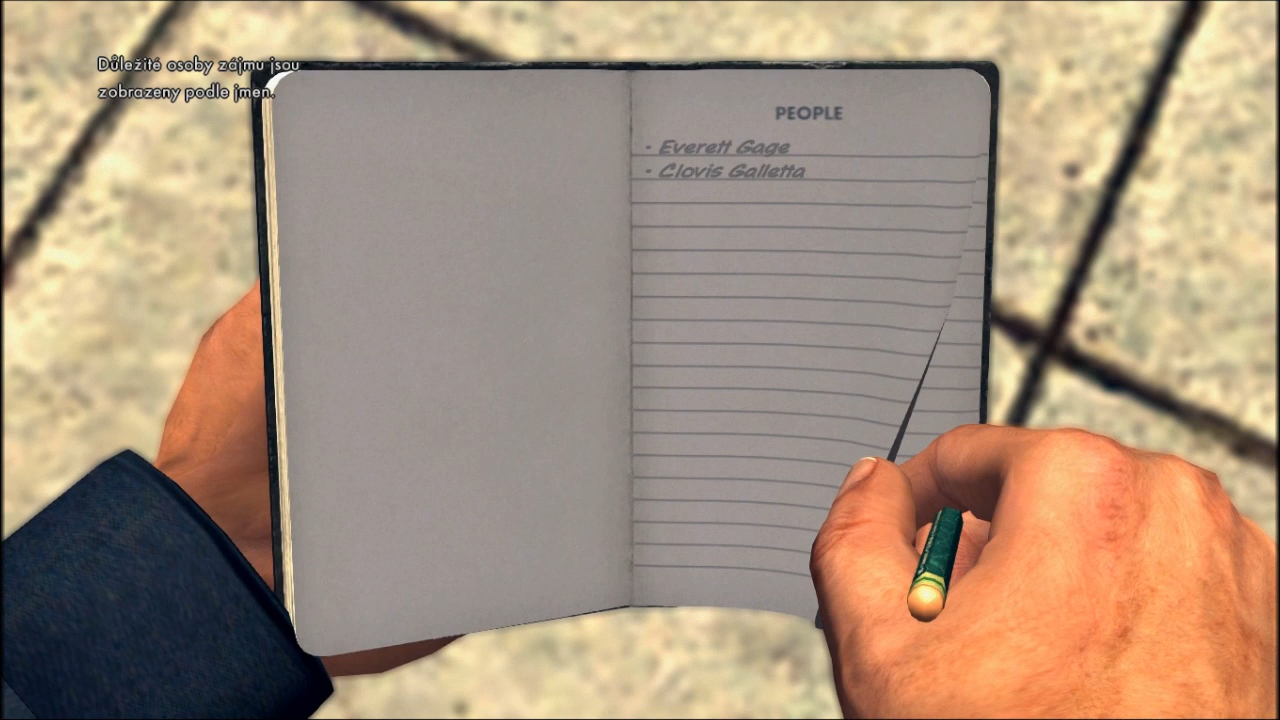 Důležité osoby zájmu jsou
zobrazeny podle jmen.
PEOPLE
- Everett Gage
- Clovis Galletta